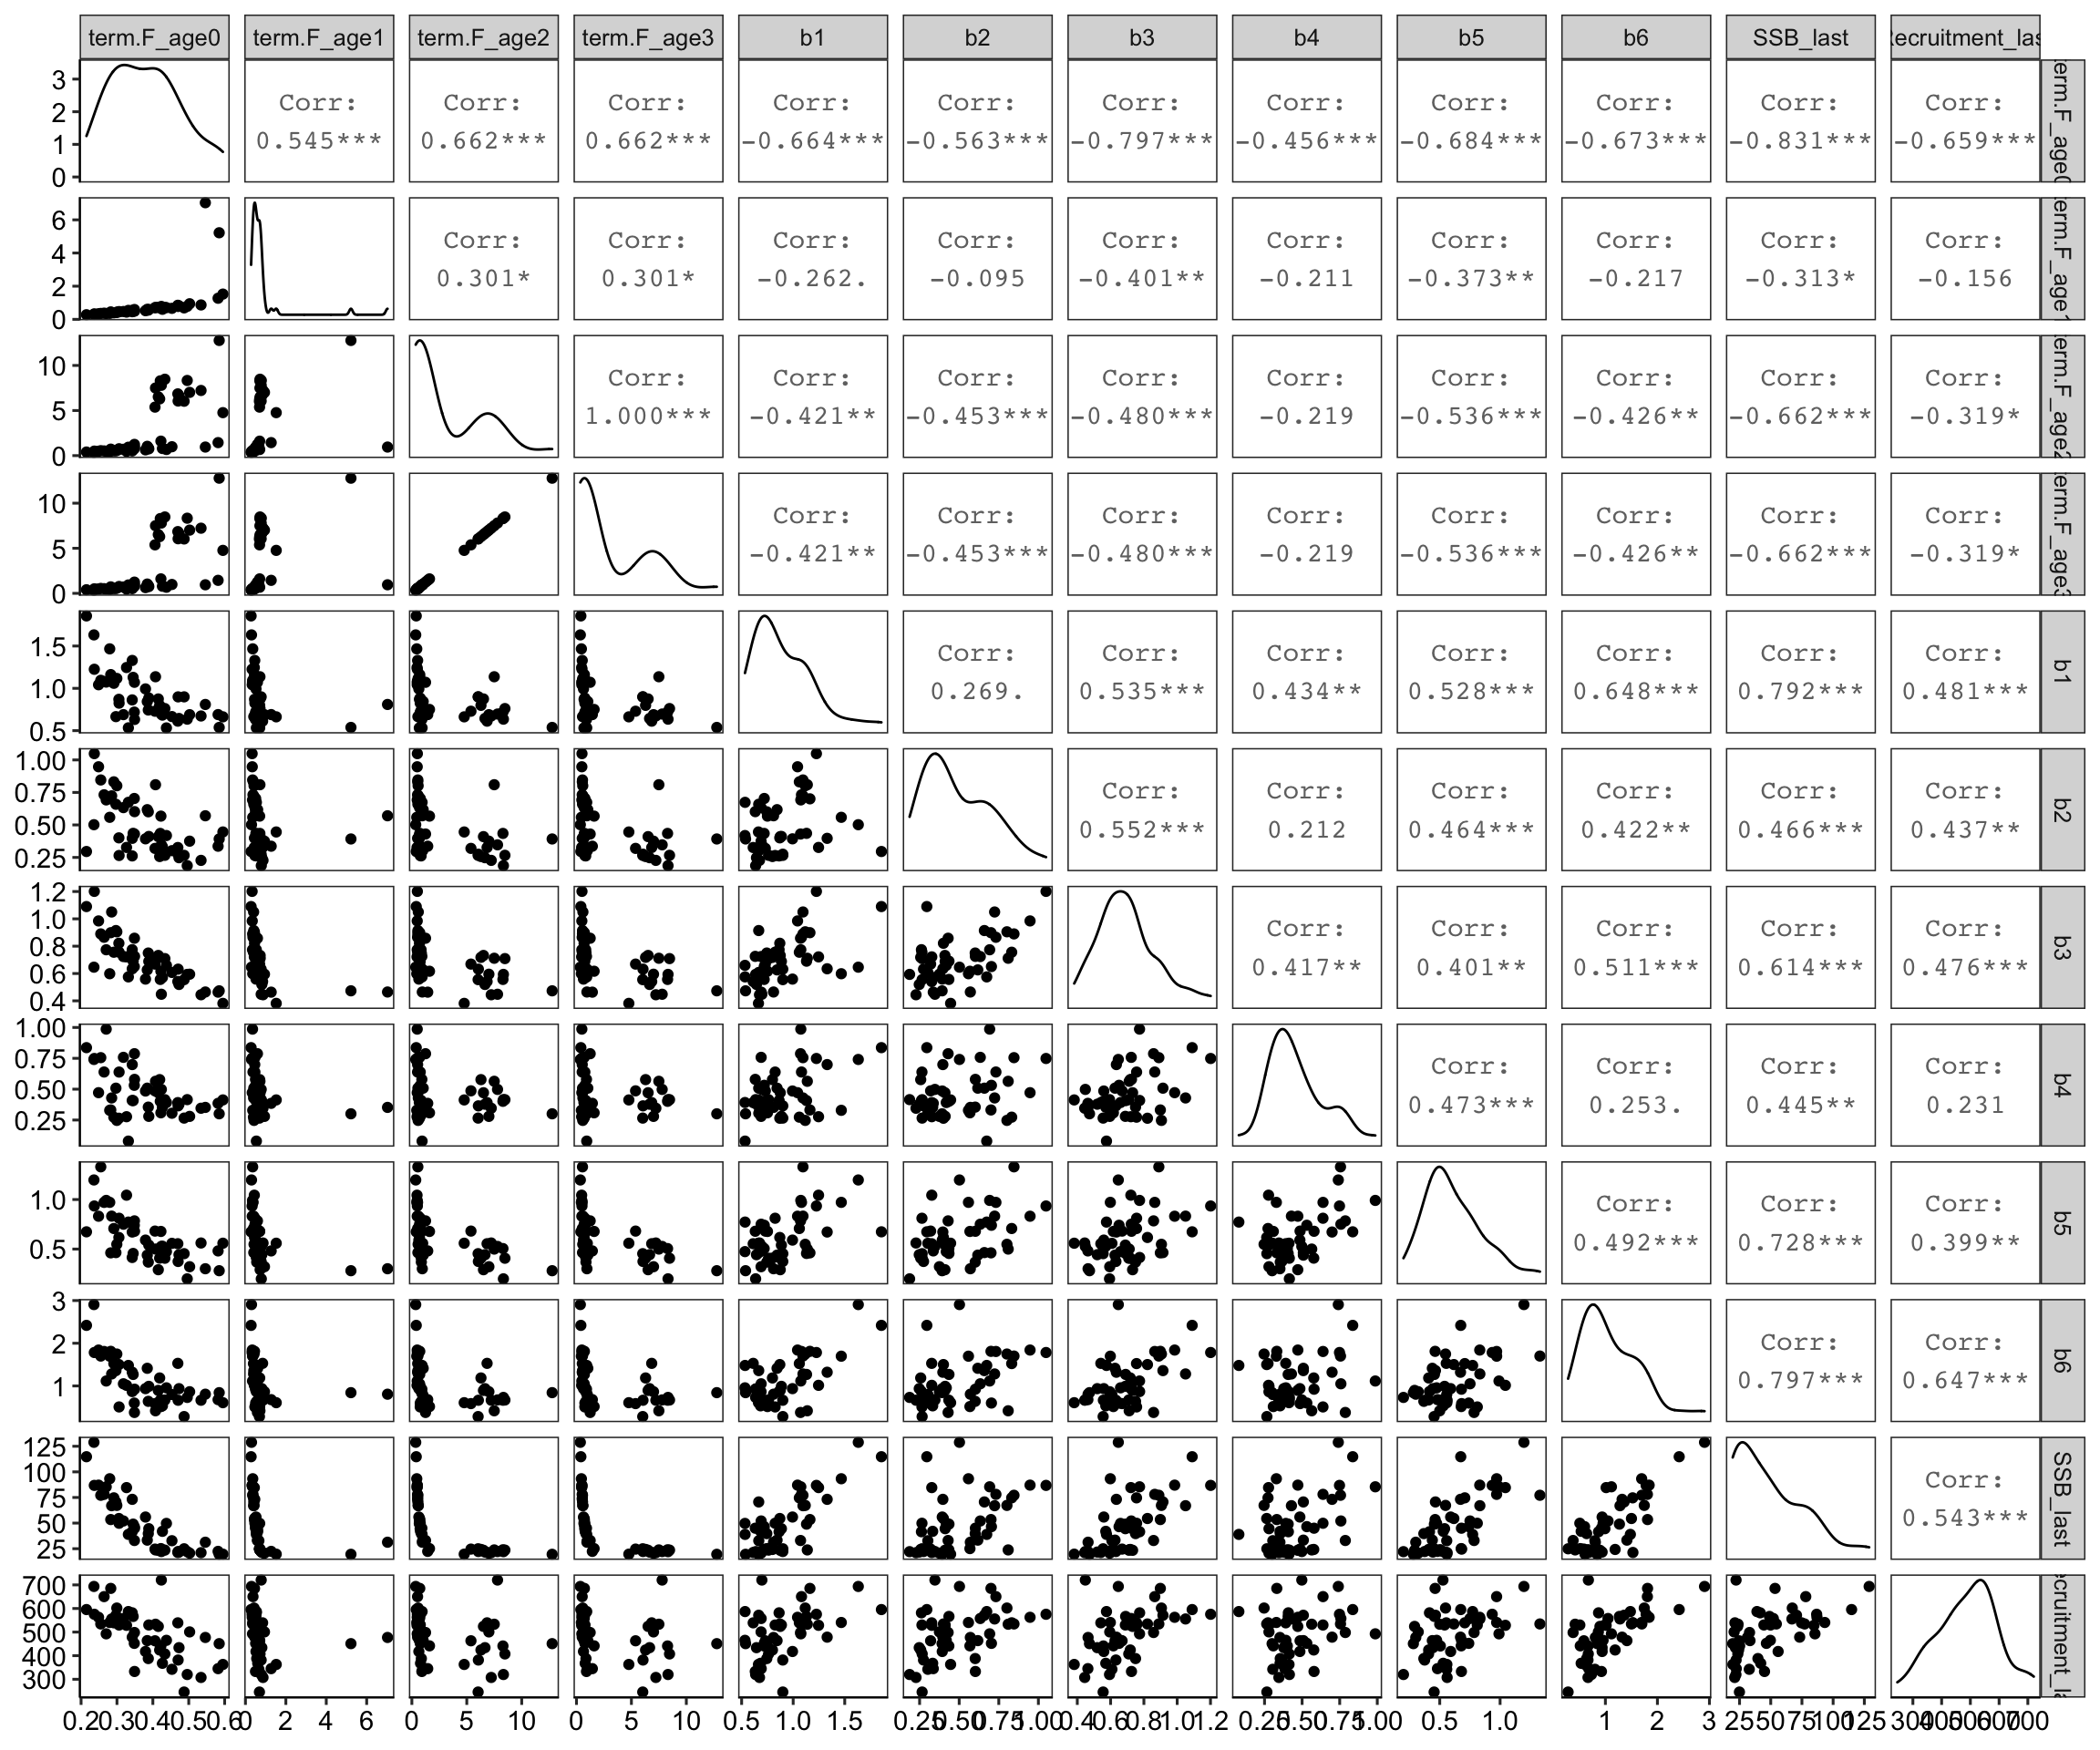 term.F_age0 term.F_age1 term.F_age2 term.F_age3 b1 b2 b3 b4 b5 b6 SSB_last Recruitment_las
3 Corr: Corr: Corr: Corr: Corr: Corr: Corr: Corr: Corr: Corr: Corr: term.F_age0
2
1 0.545*** 0.662*** 0.662*** -0.664*** -0.563*** -0.797*** -0.456*** -0.684*** -0.673*** -0.831*** -0.659***
0
6 Corr: Corr: Corr: Corr: Corr: Corr: Corr: Corr: Corr: Corr: term.F_age1
4
2 0.301* 0.301* -0.262. -0.095 -0.401** -0.211 -0.373** -0.217 -0.313* -0.156
0
10 Corr: Corr: Corr: Corr: Corr: Corr: Corr: Corr: Corr: term.F_age2
5 1.000*** -0.421** -0.453*** -0.480*** -0.219 -0.536*** -0.426** -0.662*** -0.319*
0
10 Corr: Corr: Corr: Corr: Corr: Corr: Corr: Corr: term.F_age3
5 -0.421** -0.453*** -0.480*** -0.219 -0.536*** -0.426** -0.662*** -0.319*
0
1.5 Corr: Corr: Corr: Corr: Corr: Corr: Corr: b1
1.0 0.269. 0.535*** 0.434** 0.528*** 0.648*** 0.792*** 0.481***
0.5
1.00 Corr: Corr: Corr: Corr: Corr: Corr: b2
0.75
0.50 0.552*** 0.212 0.464*** 0.422** 0.466*** 0.437**
0.25
1.2 Corr: Corr: Corr: Corr: Corr: b3
1.0
0.8
0.6 0.417** 0.401** 0.511*** 0.614*** 0.476***
0.4
1.00 Corr: Corr: Corr: Corr: b4
0.75
0.50 0.473*** 0.253. 0.445** 0.231
0.25
1.0 Corr: Corr: Corr: b5
0.5 0.492*** 0.728*** 0.399**
3 Corr: Corr: b6
2
1 0.797*** 0.647***
125 Corr: SSB_last
100
75
50 0.543***
25
700 ecruitment_la
600
500
400
300
0.2 0.3 0.4 0.5 0.6 0 2 4 6 0 5 10 0 5 10 0.5 1.0 1.5 0.25 0.50 0.75 1.00 0.4 0.6 0.8 1.0 1.2 0.25 0.50 0.75 1.00 0.5 1.0 1 2 3 25 50 75 100 125 300 400 500 600 700